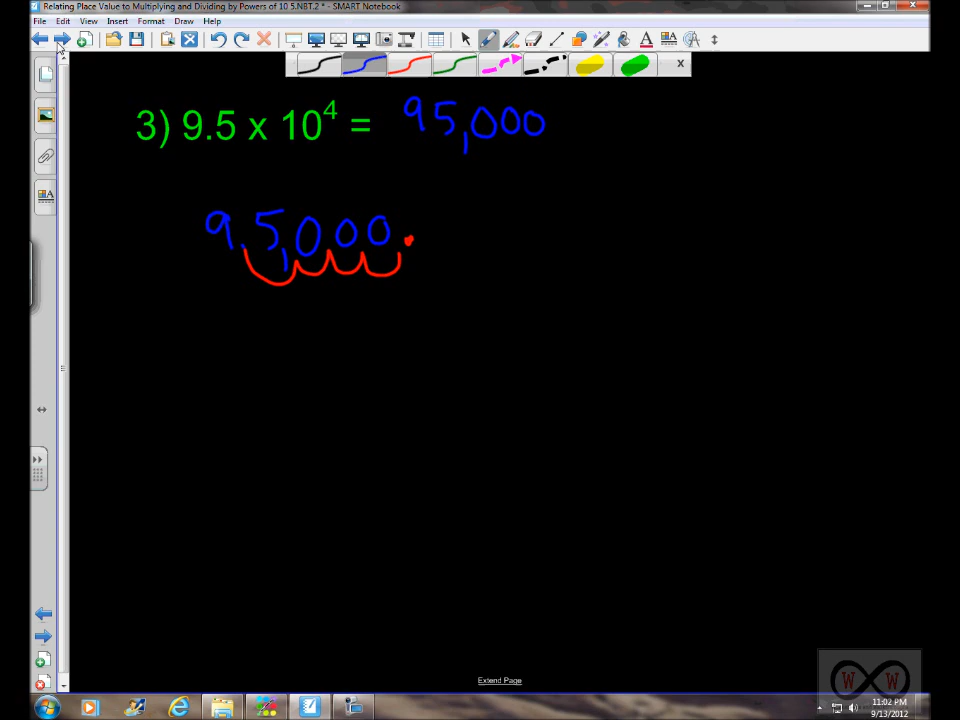 Relating Place Value to Multiplying and Dividing by Powers of 10 5.NBT.2 * - SMART Notebook
File Edit View Insert Format Draw Help
X
3) 9.5 x 10⁴ = 95,000
9.5,000.
Extend Page
W W
11:02 PM
9/13/2012